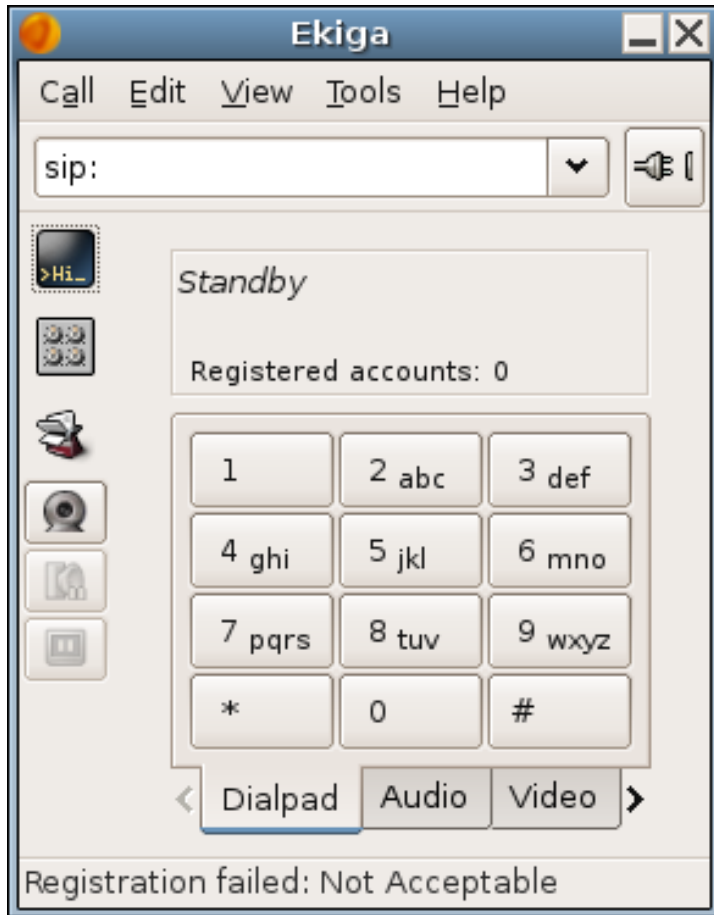 Ekiga
Call Edit View Tools Help
sip:
>Hi_
Standby
Registered accounts: 0
1 2 abc 3 def
4 ghi 5 jkl 6 mno
7 pqrs 8 tuv 9 wxyz
* 0 #
Dialpad Audio Video
Registration failed: Not Acceptable